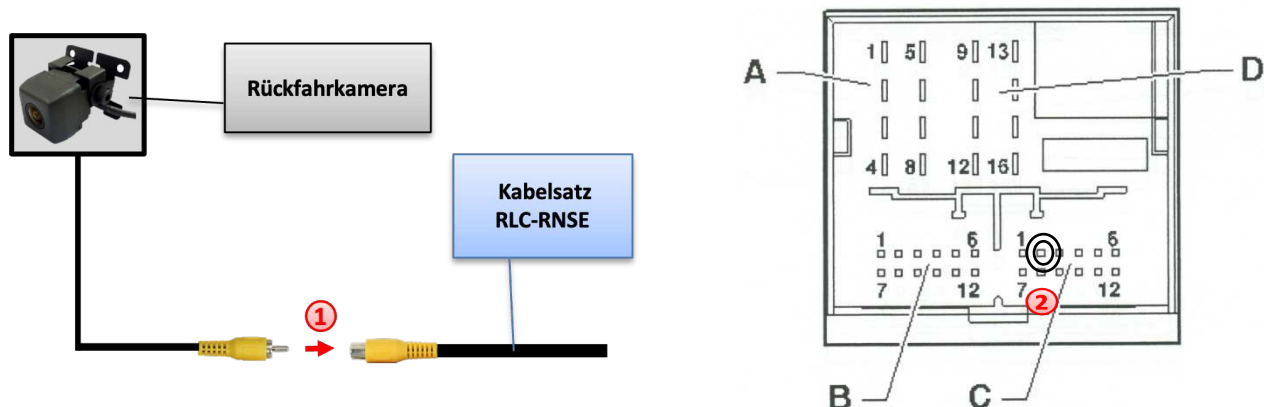 Rückfahrkamera
Kabelsatz
RLC-RNSE
1
A
D
1 5 9 13
4 8 12 16
1 6 1 6
7 12 7 12
2
B
C